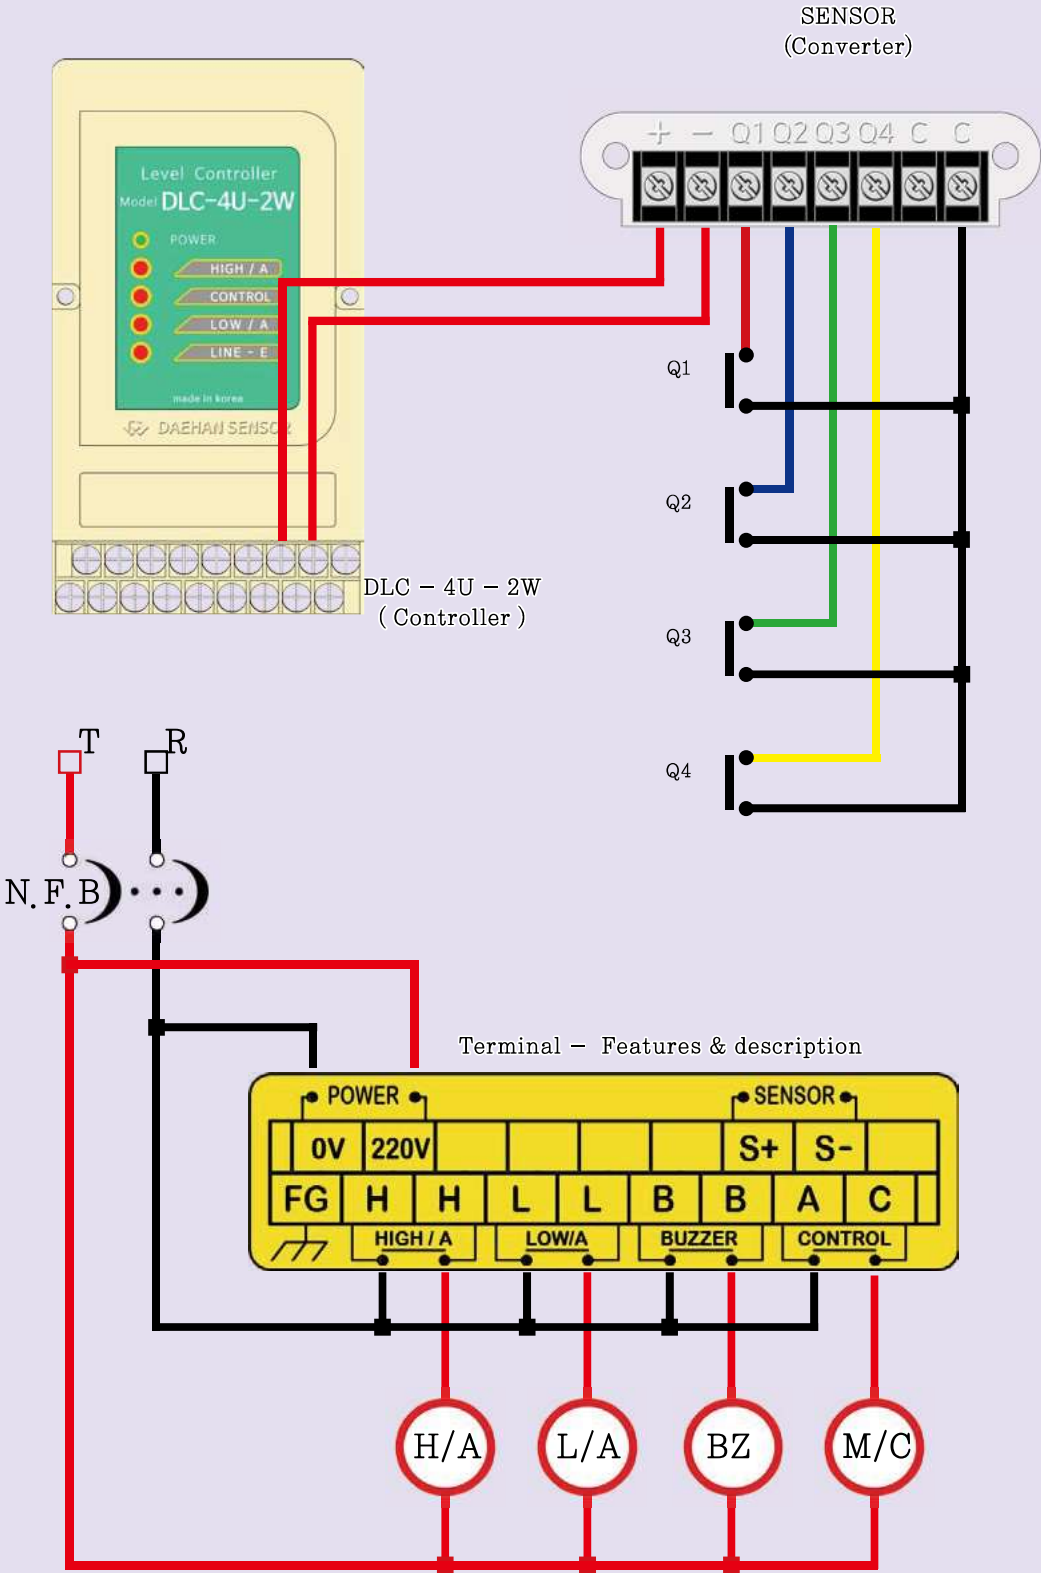 SENSOR
(Converter)
+ − Q1 Q2 Q3 Q4 C C
Level Controller
Model DLC-4U-2W
POWER
HIGH / A
CONTROL
LOW / A
LINE - E
made in korea
DAEHAN SENSOR
Q1
Q2
Q3
Q4
DLC - 4U - 2W
( Controller )
T R
N.F.B
Terminal - Features & description
POWER SENSOR
0V 220V S+ S-
FG H H L L B B A C
HIGH / A LOW/A BUZZER CONTROL
H/A L/A BZ M/C